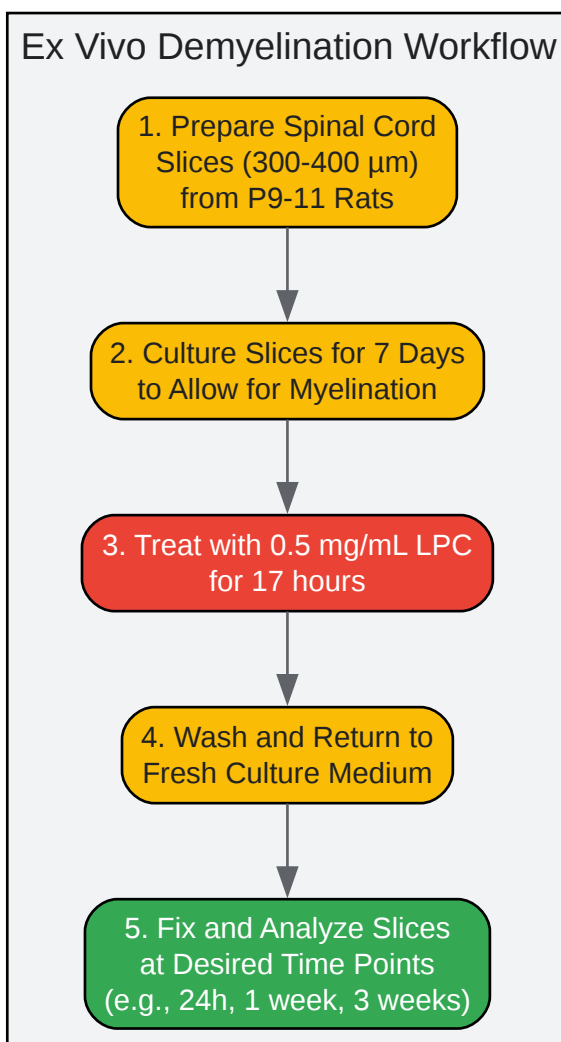 Ex Vivo Demyelination Workflow
1. Prepare Spinal Cord
Slices (300-400 µm)
from P9-11 Rats
2. Culture Slices for 7 Days
to Allow for Myelination
3. Treat with 0.5 mg/mL LPC
for 17 hours
4. Wash and Return to
Fresh Culture Medium
5. Fix and Analyze Slices
at Desired Time Points
(e.g., 24h, 1 week, 3 weeks)